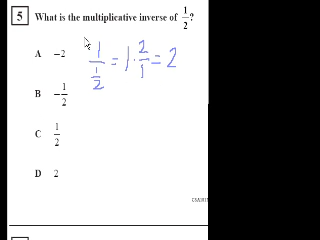 5 What is the multiplicative inverse of 1/2?
A −2
B −1/2
C 1/2
D 2
1/(1/2) = 1 · 2/1 = 2